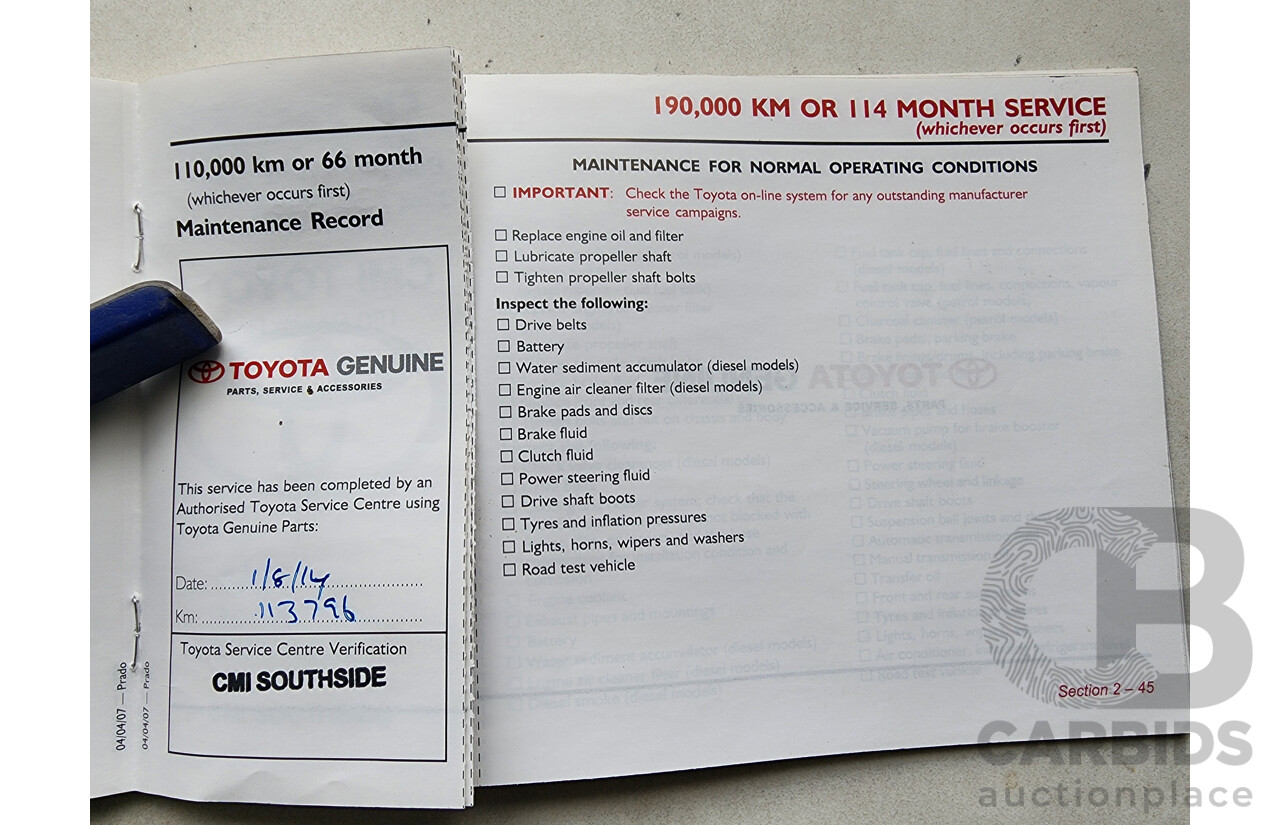 110,000 km or 66 month
(whichever occurs first)
Maintenance Record
TOYOTA GENUINE
PARTS, SERVICE & ACCESSORIES
This service has been completed by an
Authorised Toyota Service Centre using
Toyota Genuine Parts:
Date: 1/8/14
Km: 113796
Toyota Service Centre Verification
CMI SOUTHSIDE
04/04/07 — Prado
04/04/07 — Prado
190,000 KM OR 114 MONTH SERVICE
(whichever occurs first)
MAINTENANCE FOR NORMAL OPERATING CONDITIONS
☐ IMPORTANT: Check the Toyota on-line system for any outstanding manufacturer
service campaigns.
☐ Replace engine oil and filter
☐ Lubricate propeller shaft
☐ Tighten propeller shaft bolts
Inspect the following:
☐ Drive belts
☐ Battery
☐ Water sediment accumulator (diesel models)
☐ Engine air cleaner filter (diesel models)
☐ Brake pads and discs
☐ Brake fluid
☐ Clutch fluid
☐ Power steering fluid
☐ Drive shaft boots
☐ Tyres and inflation pressures
☐ Lights, horns, wipers and washers
☐ Road test vehicle
Section 2 – 45
CARBIDS
auctionplace